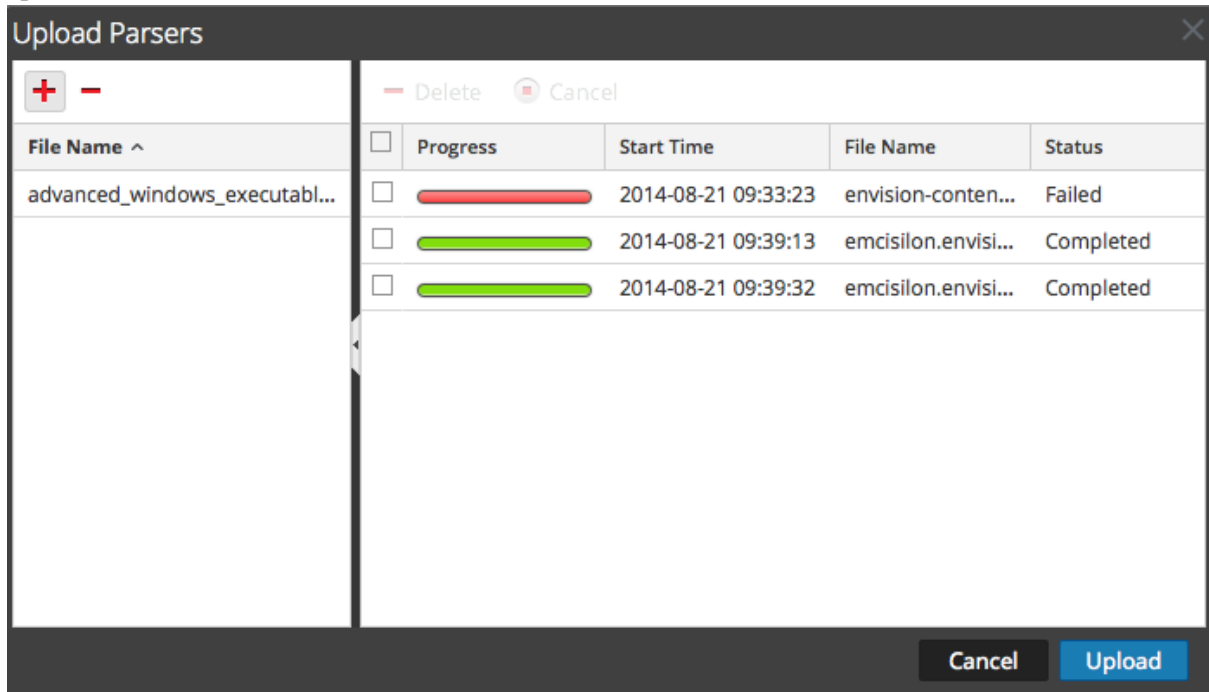 Upload Parsers
Delete Cancel
File Name Progress Start Time File Name Status
advanced_windows_executabl... 2014-08-21 09:33:23 envision-conten... Failed
2014-08-21 09:39:13 emcisilon.envisi... Completed
2014-08-21 09:39:32 emcisilon.envisi... Completed
Cancel Upload